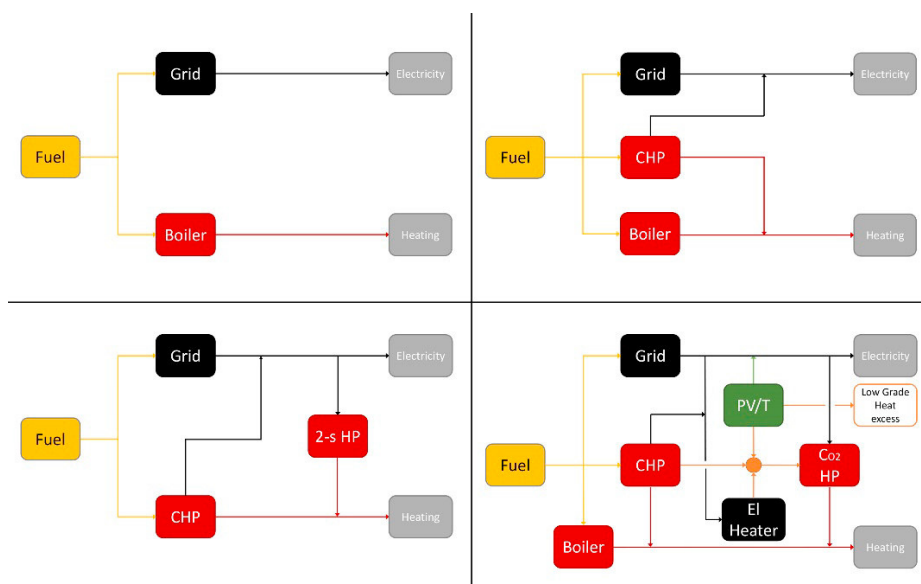 Grid
Electricity
Fuel
Boiler
Heating
Grid
Electricity
Fuel
CHP
Boiler
Heating
Grid
Electricity
Fuel
2-s HP
CHP
Heating
Grid
Electricity
PV/T
Low Grade
Heat
excess
Fuel
CHP
Co2
HP
El
Heater
Boiler
Heating